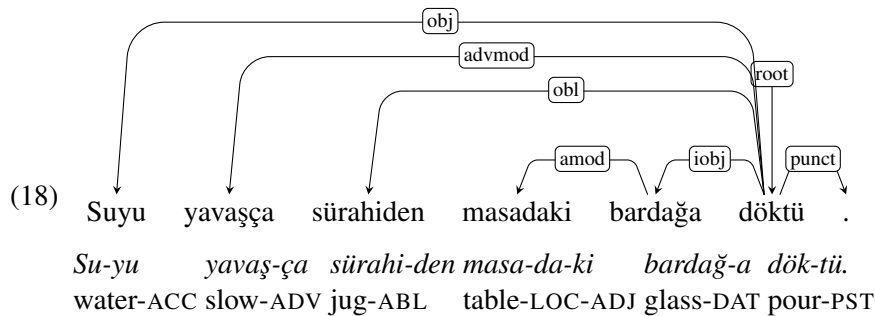 obj
advmod
root
obl
amod iobj punct
(18) Suyu yavaşça sürahiden masadaki bardağa döktü .
Su-yu yavaş-ça sürahi-den masa-da-ki bardağ-a dök-tü.
water-ACC slow-ADV jug-ABL table-LOC-ADJ glass-DAT pour-PST